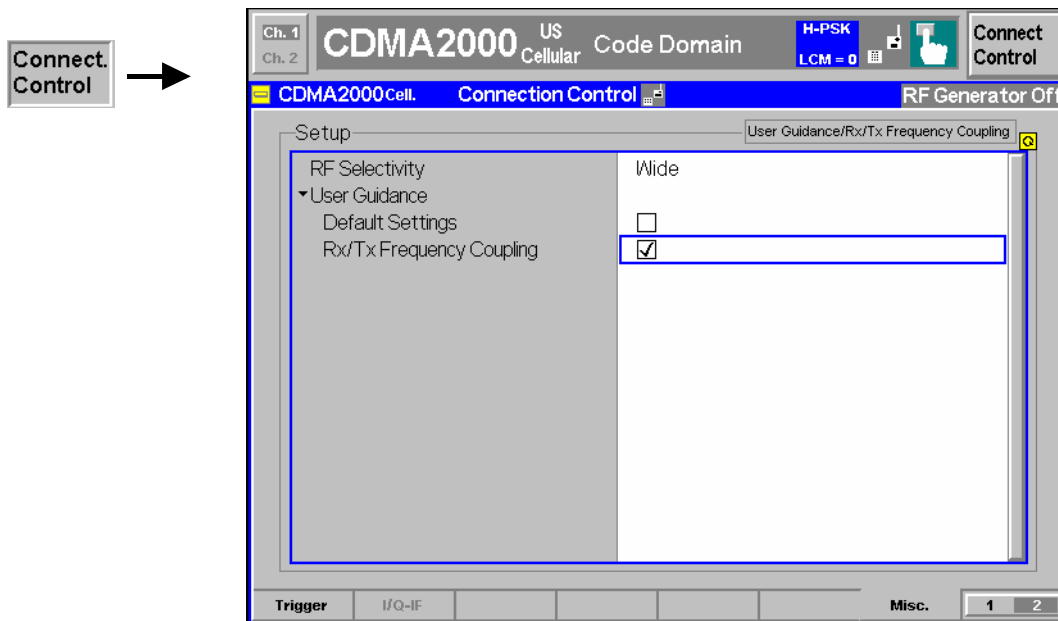 Connect.
Control
Ch. 1
Ch. 2
CDMA2000 US Cellular Code Domain
H-PSK
LCM = 0
Connect
Control
CDMA2000 Cell. Connection Control
RF Generator Off
Setup
User Guidance/Rx/Tx Frequency Coupling
RF Selectivity Wide
User Guidance
Default Settings
Rx/Tx Frequency Coupling
Trigger I/Q-IF Misc. 1 2